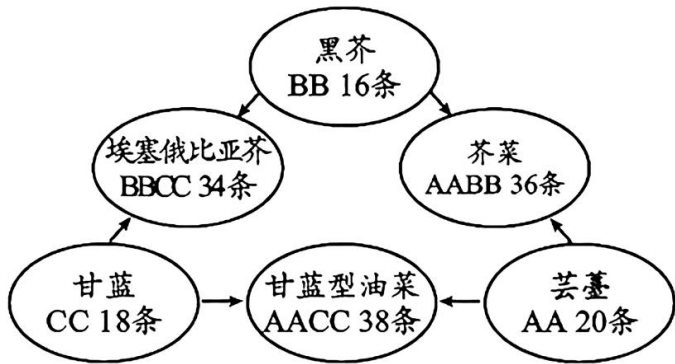 黑芥
BB 16条
埃塞俄比亚芥
BBCC 34条
芥菜
AABB 36条
甘蓝
CC 18条
甘蓝型油菜
AACC 38条
芸薹
AA 20条